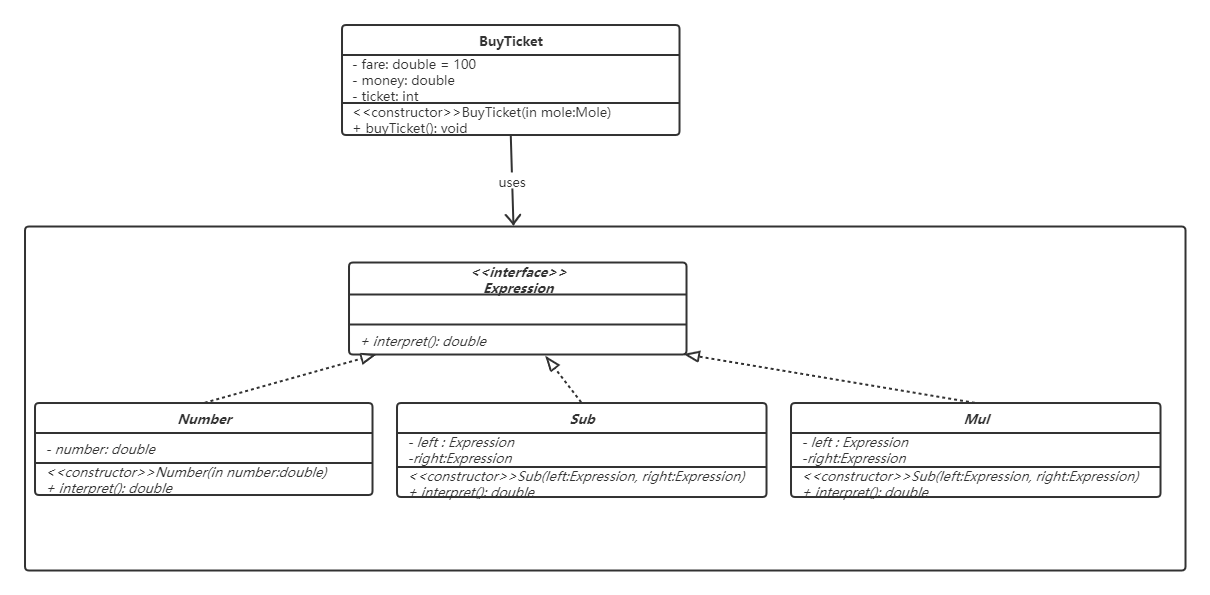 BuyTicket
- fare: double = 100
- money: double
- ticket: int
<<constructor>>BuyTicket(in mole:Mole)
+ buyTicket(): void
uses
<<interface>>
Expression
+ interpret(): double
Number
- number: double
<<constructor>>Number(in number:double)
+ interpret(): double
Sub
- left : Expression
-right:Expression
<<constructor>>Sub(left:Expression, right:Expression)
+ interpret(): double
Mul
- left : Expression
-right:Expression
<<constructor>>Sub(left:Expression, right:Expression)
+ interpret(): double